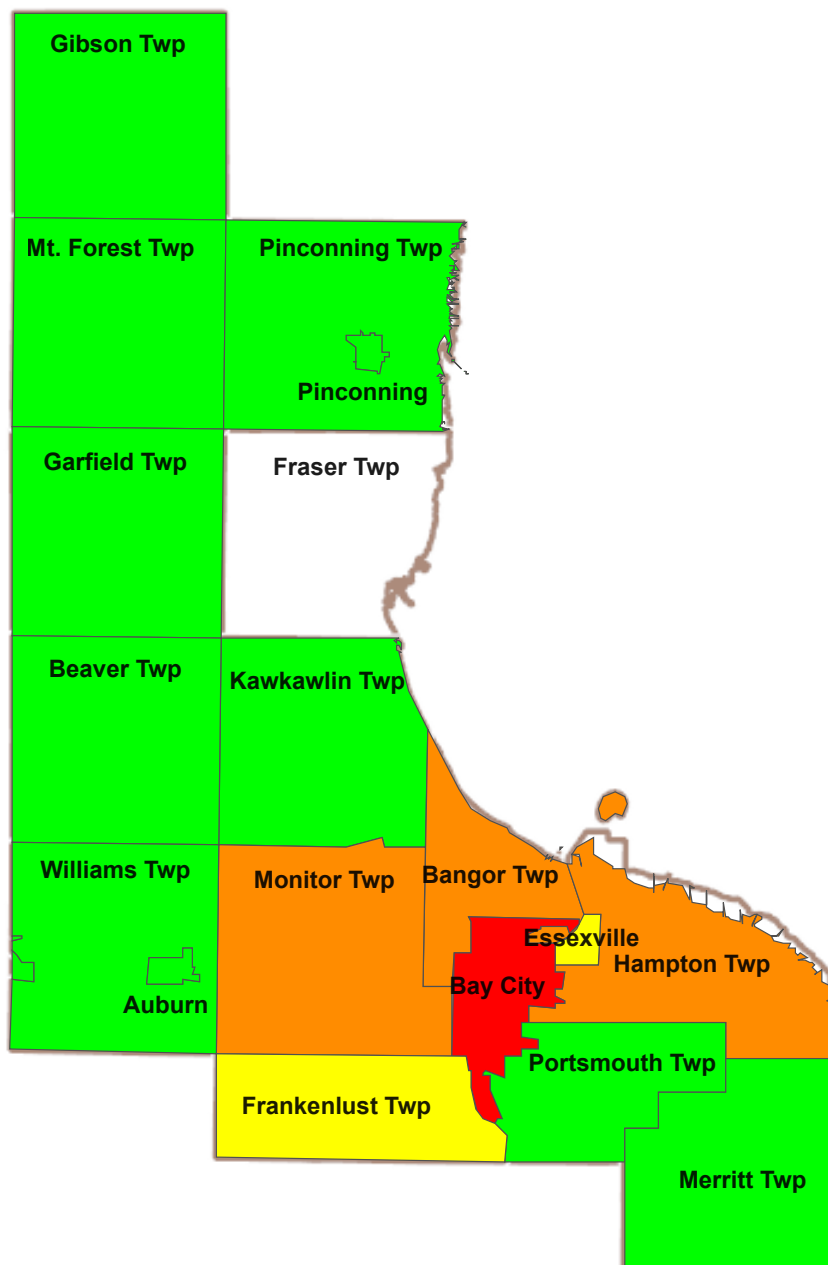 Gibson Twp
Mt. Forest Twp
Pinconning Twp
Pinconning
Garfield Twp
Fraser Twp
Beaver Twp
Kawkawlin Twp
Williams Twp
Monitor Twp
Bangor Twp
Essexville
Hampton Twp
Bay City
Auburn
Portsmouth Twp
Frankenlust Twp
Merritt Twp